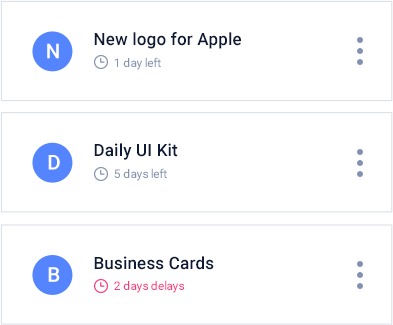 N
New logo for Apple
1 day left
D
Daily UI Kit
5 days left
B
Business Cards
2 days delays